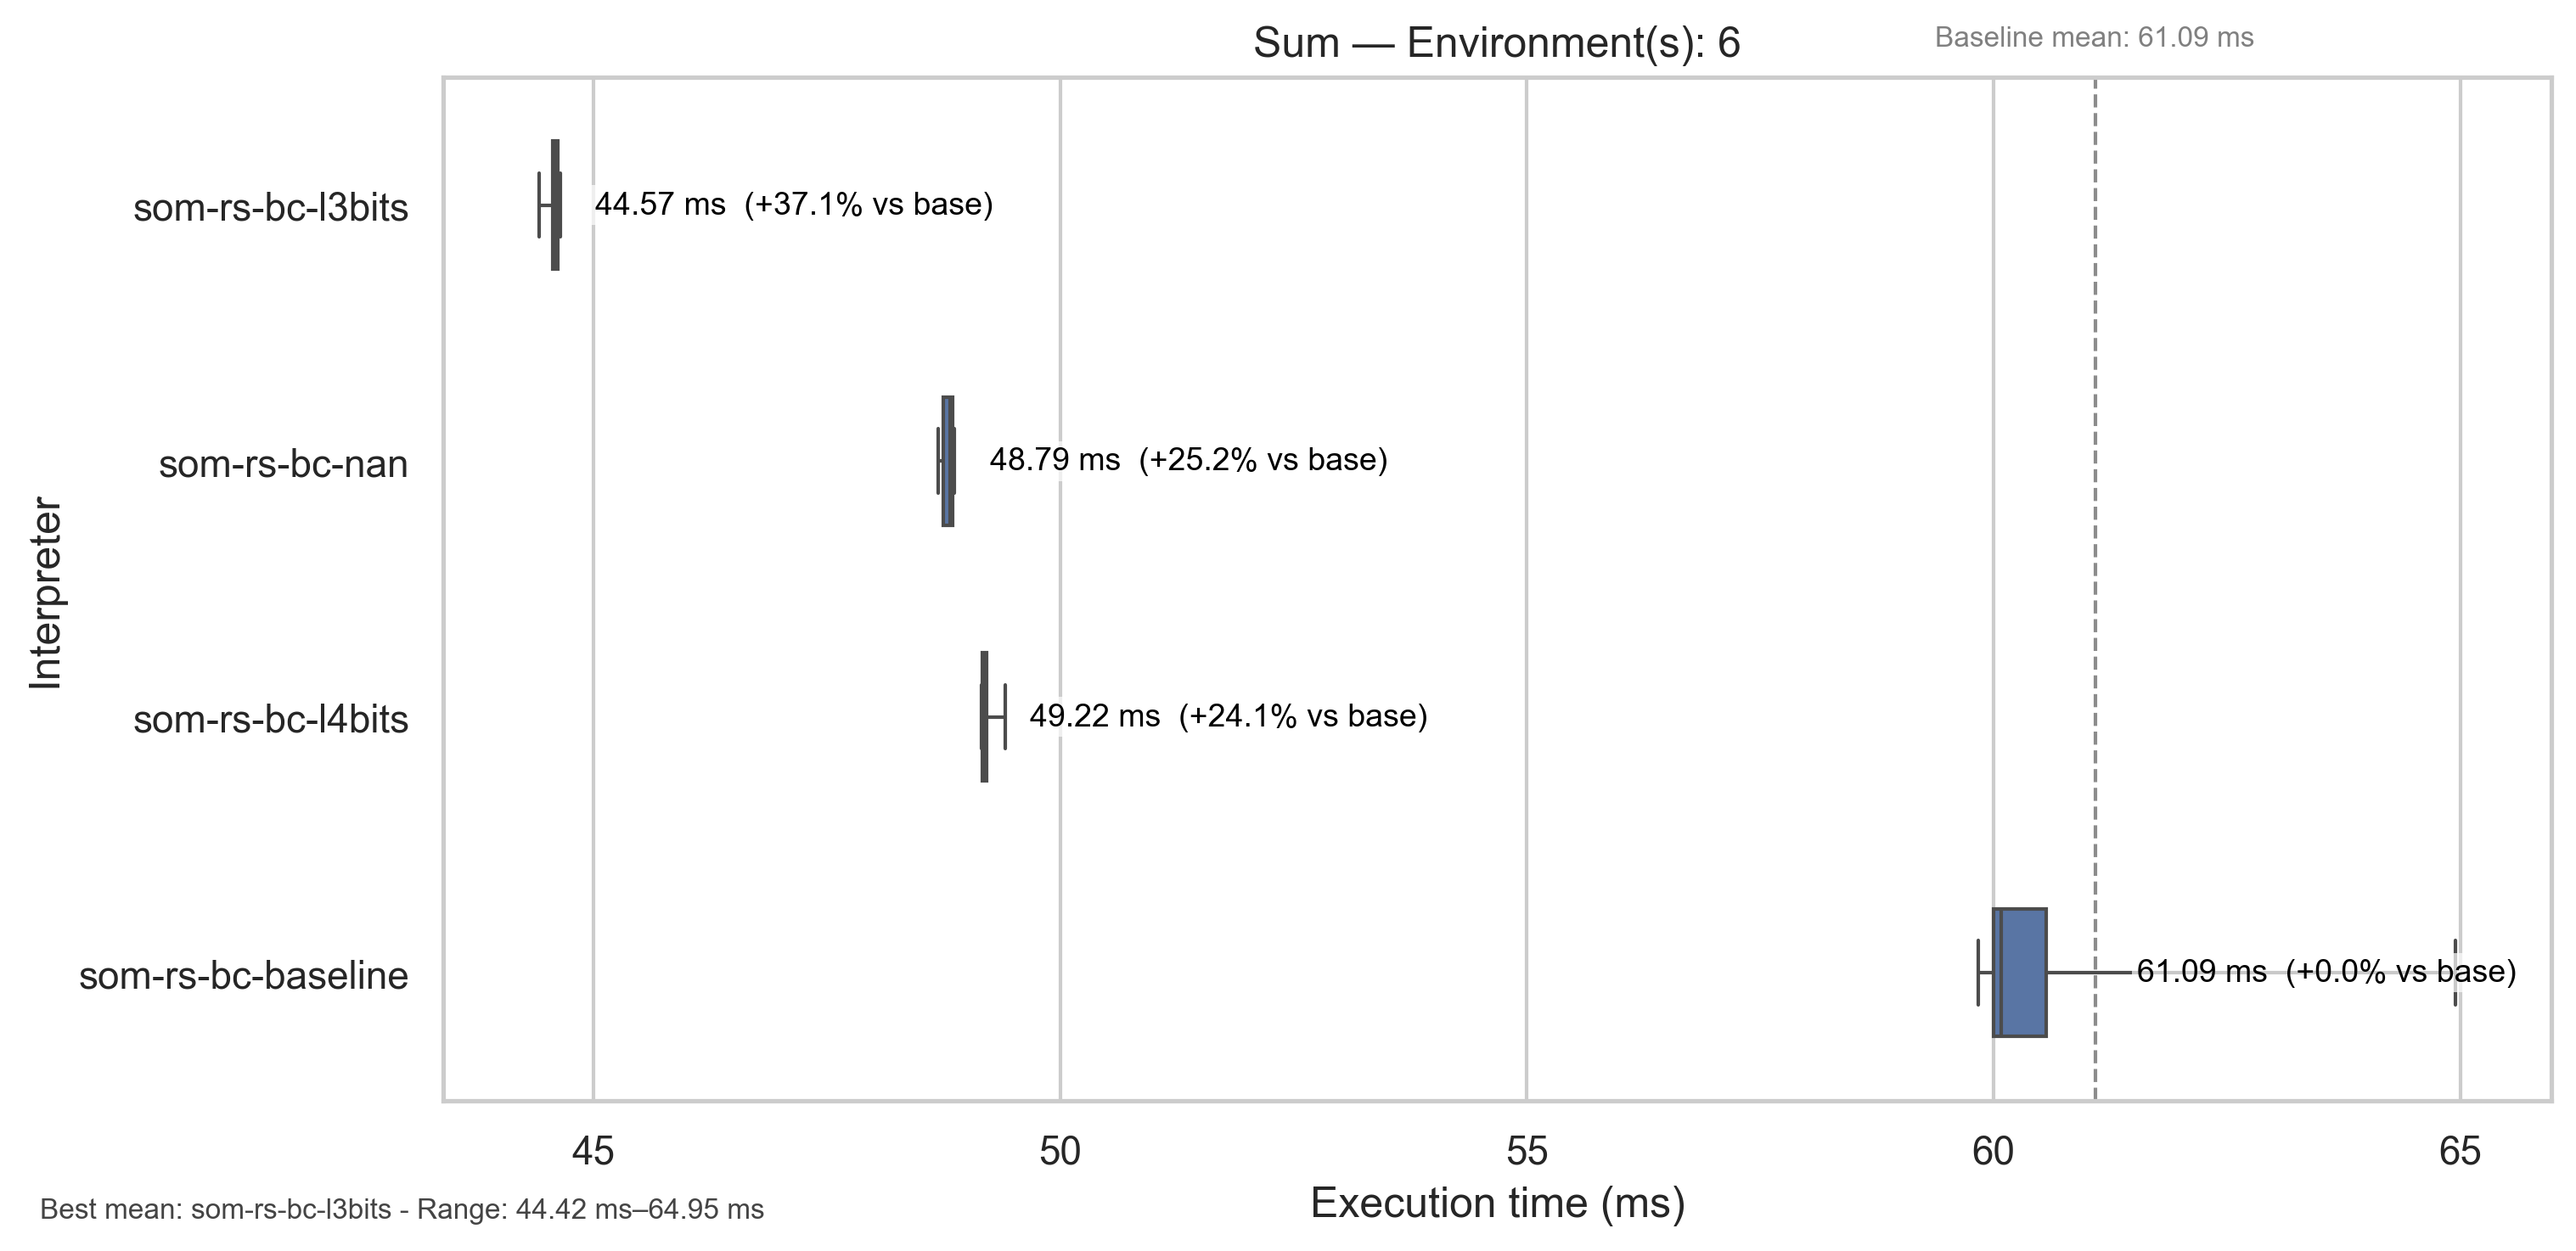 Sum — Environment(s): 6
Baseline mean: 61.09 ms
Interpreter
som-rs-bc-l3bits
44.57 ms  (+37.1% vs base)
som-rs-bc-nan
48.79 ms  (+25.2% vs base)
som-rs-bc-l4bits
49.22 ms  (+24.1% vs base)
som-rs-bc-baseline
61.09 ms  (+0.0% vs base)
45 50 55 60 65
Execution time (ms)
Best mean: som-rs-bc-l3bits - Range: 44.42 ms–64.95 ms